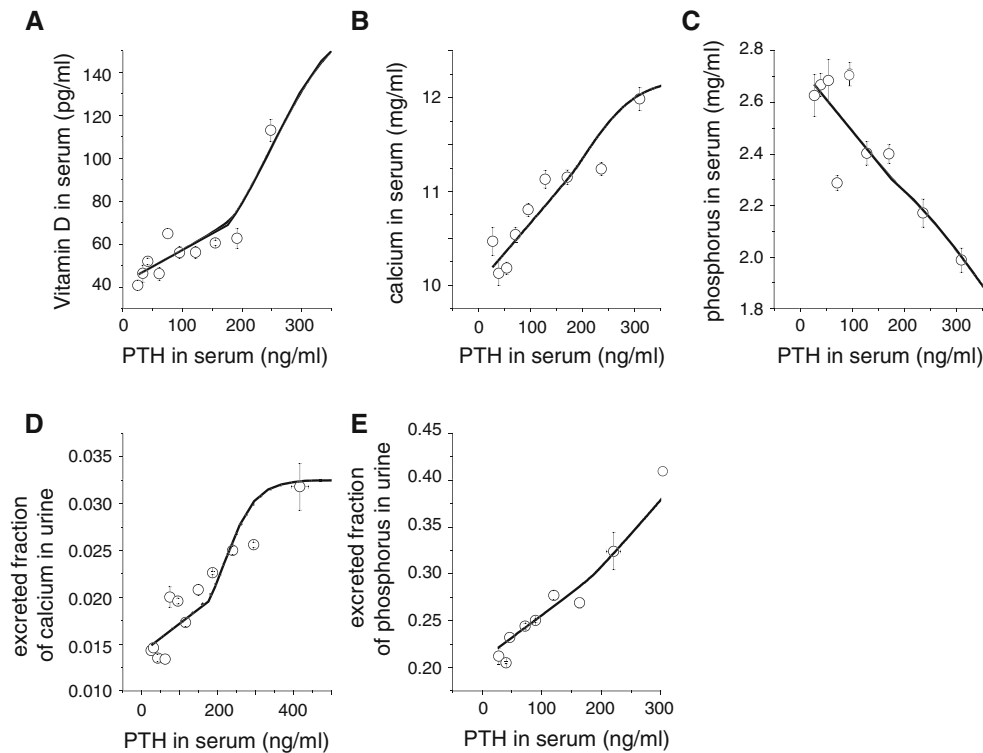 A
B
C
Vitamin D in serum (pg/ml)
140
120
100
80
60
40
0
100
200
300
PTH in serum (ng/ml)
calcium in serum (mg/ml)
12
11
10
0
100
200
300
PTH in serum (ng/ml)
phosphorus in serum (mg/ml)
2.8
2.6
2.4
2.2
2.0
1.8
0
100
200
300
PTH in serum (ng/ml)
D
E
excreted fraction
of calcium in urine
0.035
0.030
0.025
0.020
0.015
0.010
0
200
400
PTH in serum (ng/ml)
excreted fraction
of phosphorus in urine
0.45
0.40
0.35
0.30
0.25
0.20
0
100
200
300
PTH in serum (ng/ml)